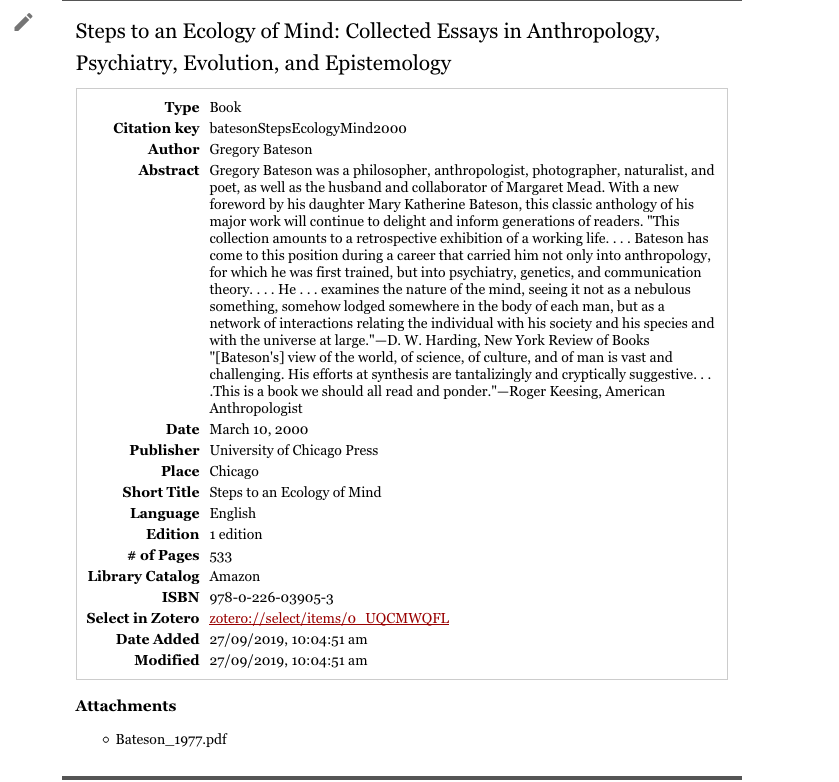 Steps to an Ecology of Mind: Collected Essays in Anthropology,
Psychiatry, Evolution, and Epistemology
Type Book
Citation key batesonStepsEcologyMind2000
Author Gregory Bateson
Abstract Gregory Bateson was a philosopher, anthropologist, photographer, naturalist, and
poet, as well as the husband and collaborator of Margaret Mead. With a new
foreword by his daughter Mary Katherine Bateson, this classic anthology of his
major work will continue to delight and inform generations of readers. "This
collection amounts to a retrospective exhibition of a working life. . . . Bateson has
come to this position during a career that carried him not only into anthropology,
for which he was first trained, but into psychiatry, genetics, and communication
theory. . . . He . . . examines the nature of the mind, seeing it not as a nebulous
something, somehow lodged somewhere in the body of each man, but as a
network of interactions relating the individual with his society and his species and
with the universe at large."—D. W. Harding, New York Review of Books
"[Bateson's] view of the world, of science, of culture, and of man is vast and
challenging. His efforts at synthesis are tantalizingly and cryptically suggestive. . .
.This is a book we should all read and ponder."—Roger Keesing, American
Anthropologist
Date March 10, 2000
Publisher University of Chicago Press
Place Chicago
Short Title Steps to an Ecology of Mind
Language English
Edition 1 edition
# of Pages 533
Library Catalog Amazon
ISBN 978-0-226-03905-3
Select in Zotero zotero://select/items/0_UQCMWQFL
Date Added 27/09/2019, 10:04:51 am
Modified 27/09/2019, 10:04:51 am
Attachments
Bateson_1977.pdf